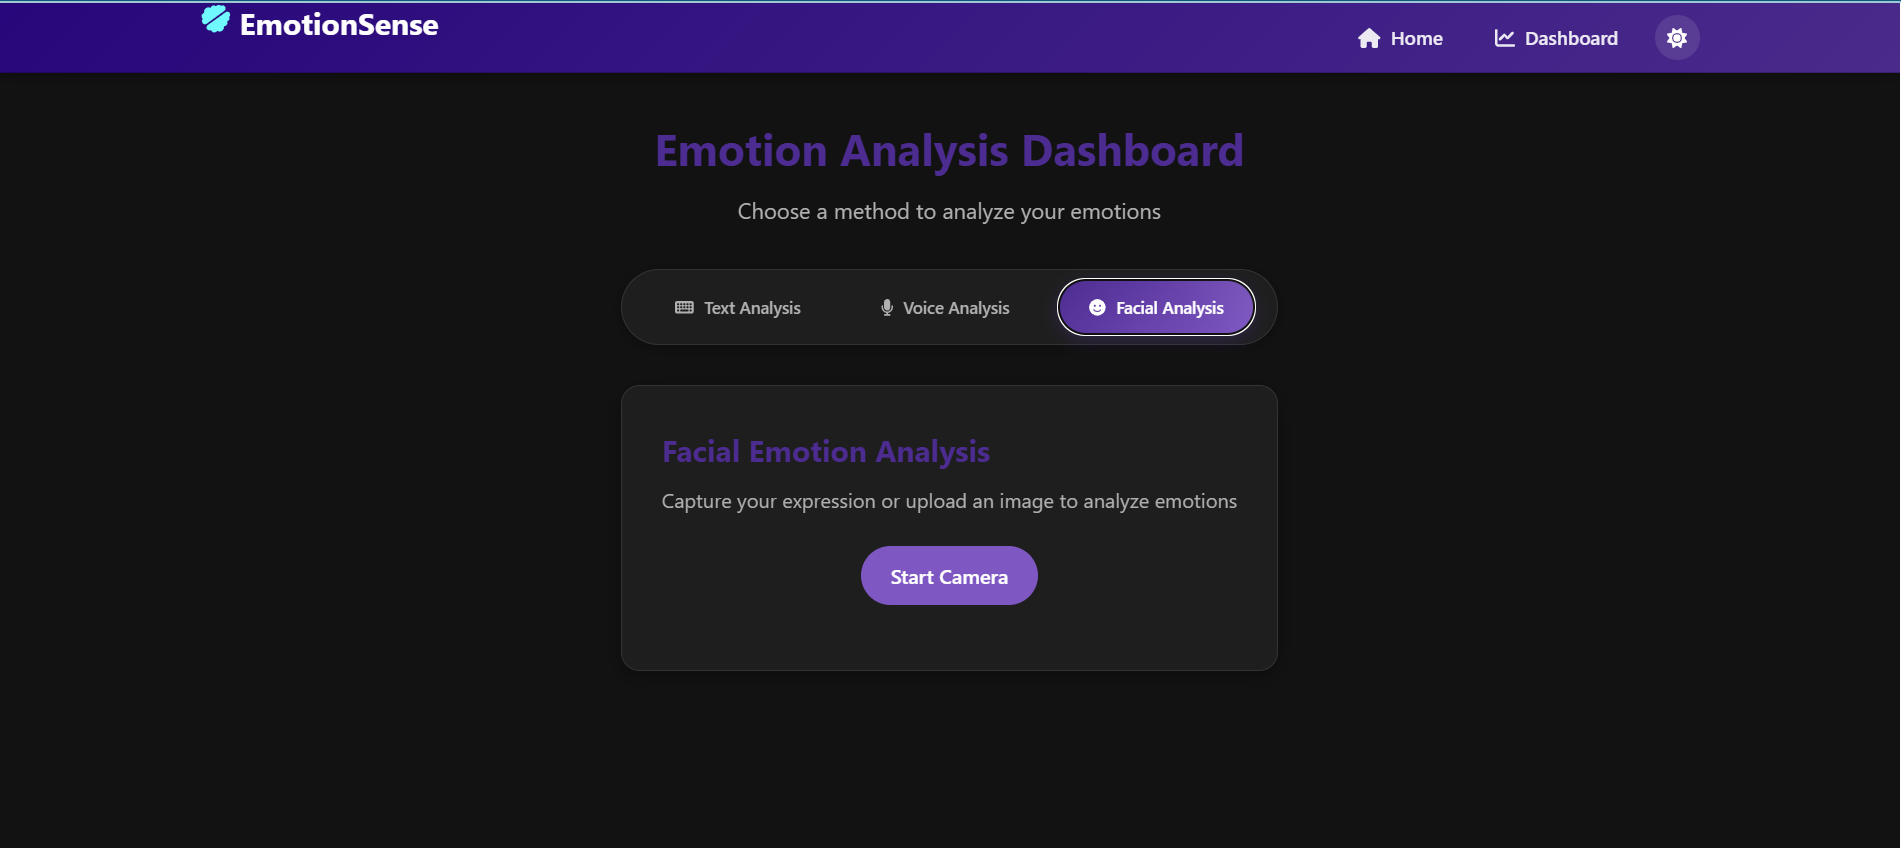 EmotionSense
Home
Dashboard
Emotion Analysis Dashboard
Choose a method to analyze your emotions
Text Analysis
Voice Analysis
Facial Analysis
Facial Emotion Analysis
Capture your expression or upload an image to analyze emotions
Start Camera